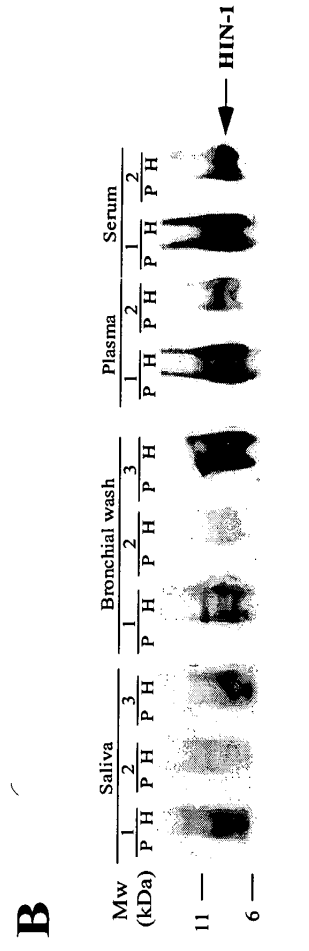 B
Saliva Bronchial wash Plasma Serum
Mw 1 2 3 1 2 3 1 2 1 2
(kDa) P H P H P H P H P H P H P H P H P H P H
11
HIN-1
6